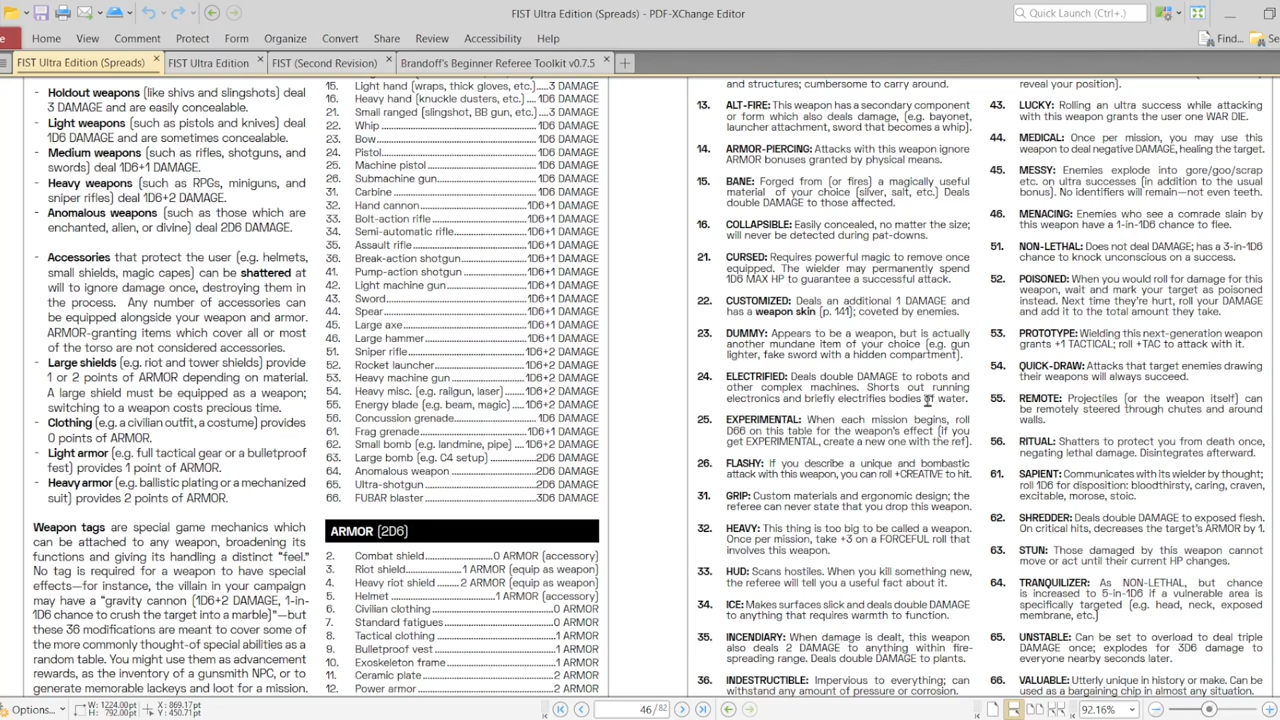 FIST Ultra Edition (Spreads) - PDF-XChange Editor
Quick Launch (Ctrl+.)
Home View Comment Protect Form Organize Convert Share Review Accessibility Help
Find...
FIST Ultra Edition (Spreads) FIST Ultra Edition FIST (Second Revision) Brandoff's Beginner Referee Toolkit v0.7.5
- Holdout weapons (like shivs and slingshots) deal
3 DAMAGE and are easily concealable.
- Light weapons (such as pistols and knives) deal
1D6 DAMAGE and are sometimes concealable.
- Medium weapons (such as rifles, shotguns, and
swords) deal 1D6+1 DAMAGE.
- Heavy weapons (such as RPGs, miniguns, and
sniper rifles) deal 1D6+2 DAMAGE.
- Anomalous weapons (such as those which are
enchanted, alien, or divine) deal 2D6 DAMAGE.
- Accessories that protect the user (e.g. helmets,
small shields, magic capes) can be shattered at
will to ignore damage once, destroying them in
the process. Any number of accessories can
be equipped alongside your weapon and armor.
ARMOR-granting items which cover all or most
of the torso are not considered accessories.
- Large shields (e.g. riot and tower shields) provide
1 or 2 points of ARMOR depending on material.
A large shield must be equipped as a weapon;
switching to a weapon costs precious time.
- Clothing (e.g. a civilian outfit, a costume) provides
0 points of ARMOR.
- Light armor (e.g. full tactical gear or a bulletproof
vest) provides 1 point of ARMOR.
- Heavy armor (e.g. ballistic plating or a mechanized
suit) provides 2 points of ARMOR.
Weapon tags are special game mechanics which
can be attached to any weapon, broadening its
functions and giving its handling a distinct “feel.”
No tag is required for a weapon to have special
effects—for instance, the villain in your campaign
may have a “gravity cannon (1D6+2 DAMAGE, 1-in-
1D6 chance to crush the target into a marble)”—but
these 36 modifications are meant to cover some of
the more commonly thought-of special abilities as a
random table. You might use them as advancement
rewards, as the inventory of a gunsmith NPC, or to
generate memorable lackeys and loot for a mission.
15. Light hand (wraps, thick gloves, etc.)....3 DAMAGE
16. Heavy hand (knuckle dusters, etc.)....1D6 DAMAGE
21. Small ranged (slingshot, BB gun, etc.)....3 DAMAGE
22. Whip....1D6 DAMAGE
23. Bow....1D6 DAMAGE
24. Pistol....1D6 DAMAGE
25. Machine pistol....1D6 DAMAGE
26. Submachine gun....1D6 DAMAGE
31. Carbine....1D6 DAMAGE
32. Hand cannon....1D6+1 DAMAGE
33. Bolt-action rifle....1D6+1 DAMAGE
34. Semi-automatic rifle....1D6+1 DAMAGE
35. Assault rifle....1D6+1 DAMAGE
36. Break-action shotgun....1D6+1 DAMAGE
41. Pump-action shotgun....1D6+1 DAMAGE
42. Light machine gun....1D6+1 DAMAGE
43. Sword....1D6+1 DAMAGE
44. Spear....1D6+1 DAMAGE
45. Large axe....1D6+1 DAMAGE
46. Large hammer....1D6+1 DAMAGE
51. Sniper rifle....1D6+2 DAMAGE
52. Rocket launcher....1D6+2 DAMAGE
53. Heavy machine gun....1D6+2 DAMAGE
54. Heavy misc. (e.g. railgun, laser)....1D6+2 DAMAGE
55. Energy blade (e.g. beam, magic)....1D6+2 DAMAGE
56. Concussion grenade....1D6 DAMAGE
61. Frag grenade....1D6+1 DAMAGE
62. Small bomb (e.g. landmine, pipe)....1D6+2 DAMAGE
63. Large bomb (e.g. C4 setup)....2D6 DAMAGE
64. Anomalous weapon....2D6 DAMAGE
65. Ultra-shotgun....2D6 DAMAGE
66. FUBAR blaster....3D6 DAMAGE
ARMOR (2D6)
2. Combat shield....0 ARMOR (accessory)
3. Riot shield....1 ARMOR (equip as weapon)
4. Heavy riot shield....2 ARMOR (equip as weapon)
5. Helmet....1 ARMOR (accessory)
6. Civilian clothing....0 ARMOR
7. Standard fatigues....0 ARMOR
8. Tactical clothing....1 ARMOR
9. Bulletproof vest....1 ARMOR
10. Exoskeleton frame....1 ARMOR
11. Ceramic plate....2 ARMOR
12. Power armor....2 ARMOR
and structures; cumbersome to carry around.
13. ALT-FIRE: This weapon has a secondary component
or form which also deals damage, (e.g. bayonet,
launcher attachment, sword that becomes a whip).
14. ARMOR-PIERCING: Attacks with this weapon ignore
ARMOR bonuses granted by physical means.
15. BANE: Forged from (or fires) a magically useful
material of your choice (silver, salt, etc.) Deals
double DAMAGE to those affected.
16. COLLAPSIBLE: Easily concealed, no matter the size;
will never be detected during pat-downs.
21. CURSED: Requires powerful magic to remove once
equipped. The wielder may permanently spend
1D6 MAX HP to guarantee a successful attack.
22. CUSTOMIZED: Deals an additional 1 DAMAGE and
has a weapon skin (p. 141); coveted by enemies.
23. DUMMY: Appears to be a weapon, but is actually
another mundane item of your choice (e.g. gun
lighter, fake sword with a hidden compartment).
24. ELECTRIFIED: Deals double DAMAGE to robots and
other complex machines. Shorts out running
electronics and briefly electrifies bodies of water.
25. EXPERIMENTAL: When each mission begins, roll
D66 on this table for the weapon's effect (if you
get EXPERIMENTAL, create a new one with the ref).
26. FLASHY: If you describe a unique and bombastic
attack with this weapon, you can roll +CREATIVE to hit.
31. GRIP: Custom materials and ergonomic design; the
referee can never state that you drop this weapon.
32. HEAVY: This thing is too big to be called a weapon.
Once per mission, take +3 on a FORCEFUL roll that
involves this weapon.
33. HUD: Scans hostiles. When you kill something new,
the referee will tell you a useful fact about it.
34. ICE: Makes surfaces slick and deals double DAMAGE
to anything that requires warmth to function.
35. INCENDIARY: When damage is dealt, this weapon
also deals 2 DAMAGE to anything within fire-
spreading range. Deals double DAMAGE to plants.
36. INDESTRUCTIBLE: Impervious to everything; can
withstand any amount of pressure or corrosion.
reveal your position).
43. LUCKY: Rolling an ultra success while attacking
with this weapon grants the user one WAR DIE.
44. MEDICAL: Once per mission, you may use this
weapon to deal negative DAMAGE, healing the target.
45. MESSY: Enemies explode into gore/goo/scrap
etc. on ultra successes (in addition to the usual
bonus). No identifiers will remain—not even teeth.
46. MENACING: Enemies who see a comrade slain by
this weapon have a 1-in-1D6 chance to flee.
51. NON-LETHAL: Does not deal DAMAGE; has a 3-in-1D6
chance to knock unconscious on a success.
52. POISONED: When you would roll for damage for this
weapon, wait and mark your target as poisoned
instead. Next time they're hurt, roll your DAMAGE
and add it to the total amount they take.
53. PROTOTYPE: Wielding this next-generation weapon
grants +1 TACTICAL; roll +TAC to attack with it.
54. QUICK-DRAW: Attacks that target enemies drawing
their weapons will always succeed.
55. REMOTE: Projectiles (or the weapon itself) can
be remotely steered through chutes and around
walls.
56. RITUAL: Shatters to protect you from death once,
negating lethal damage. Disintegrates afterward.
61. SAPIENT: Communicates with its wielder by thought;
roll 1D6 for disposition: bloodthirsty, caring, craven,
excitable, morose, stoic.
62. SHREDDER: Deals double DAMAGE to exposed flesh.
On critical hits, decreases the target's ARMOR by 1.
63. STUN: Those damaged by this weapon cannot
move or act until their current HP changes.
64. TRANQUILIZER: As NON-LETHAL, but chance
is increased to 5-in-1D6 if a vulnerable area is
specifically targeted (e.g. head, neck, exposed
membrane, etc.)
65. UNSTABLE: Can be set to overload to deal triple
DAMAGE once; explodes for 3D6 DAMAGE to
everyone nearby seconds later.
66. VALUABLE: Utterly unique in history or make. Can be
used as a bargaining chip in almost any situation.
Options...
W: 1224.00pt
H: 792.00pt
X: 869.17pt
Y: 450.71pt
46 / 82
92.16%